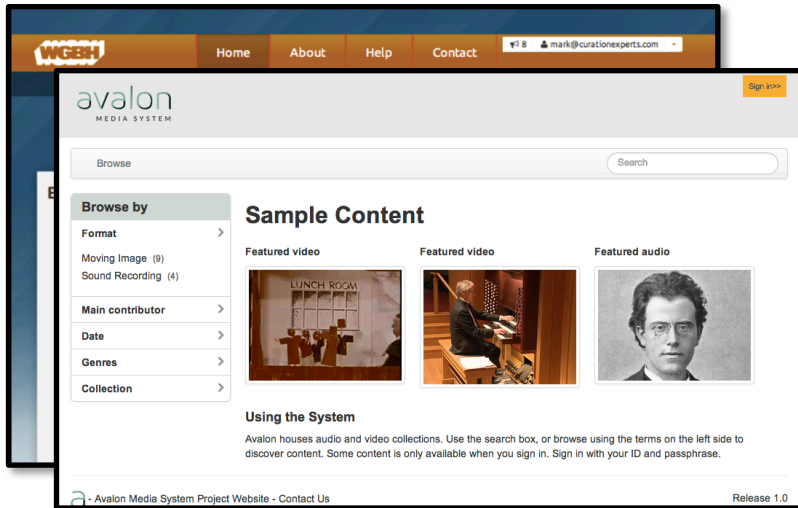 WGBH
Home About Help Contact 8 mark@curationexperts.com
avalon
MEDIA SYSTEM
Sign in>>
Browse
Search
Browse by
Format
Moving Image (9)
Sound Recording (4)
Main contributor
Date
Genres
Collection
Sample Content
Featured video Featured video Featured audio
LUNCH ROOM
Using the System
Avalon houses audio and video collections. Use the search box, or browse using the terms on the left side to
discover content. Some content is only available when you sign in. Sign in with your ID and passphrase.
- Avalon Media System Project Website - Contact Us
Release 1.0